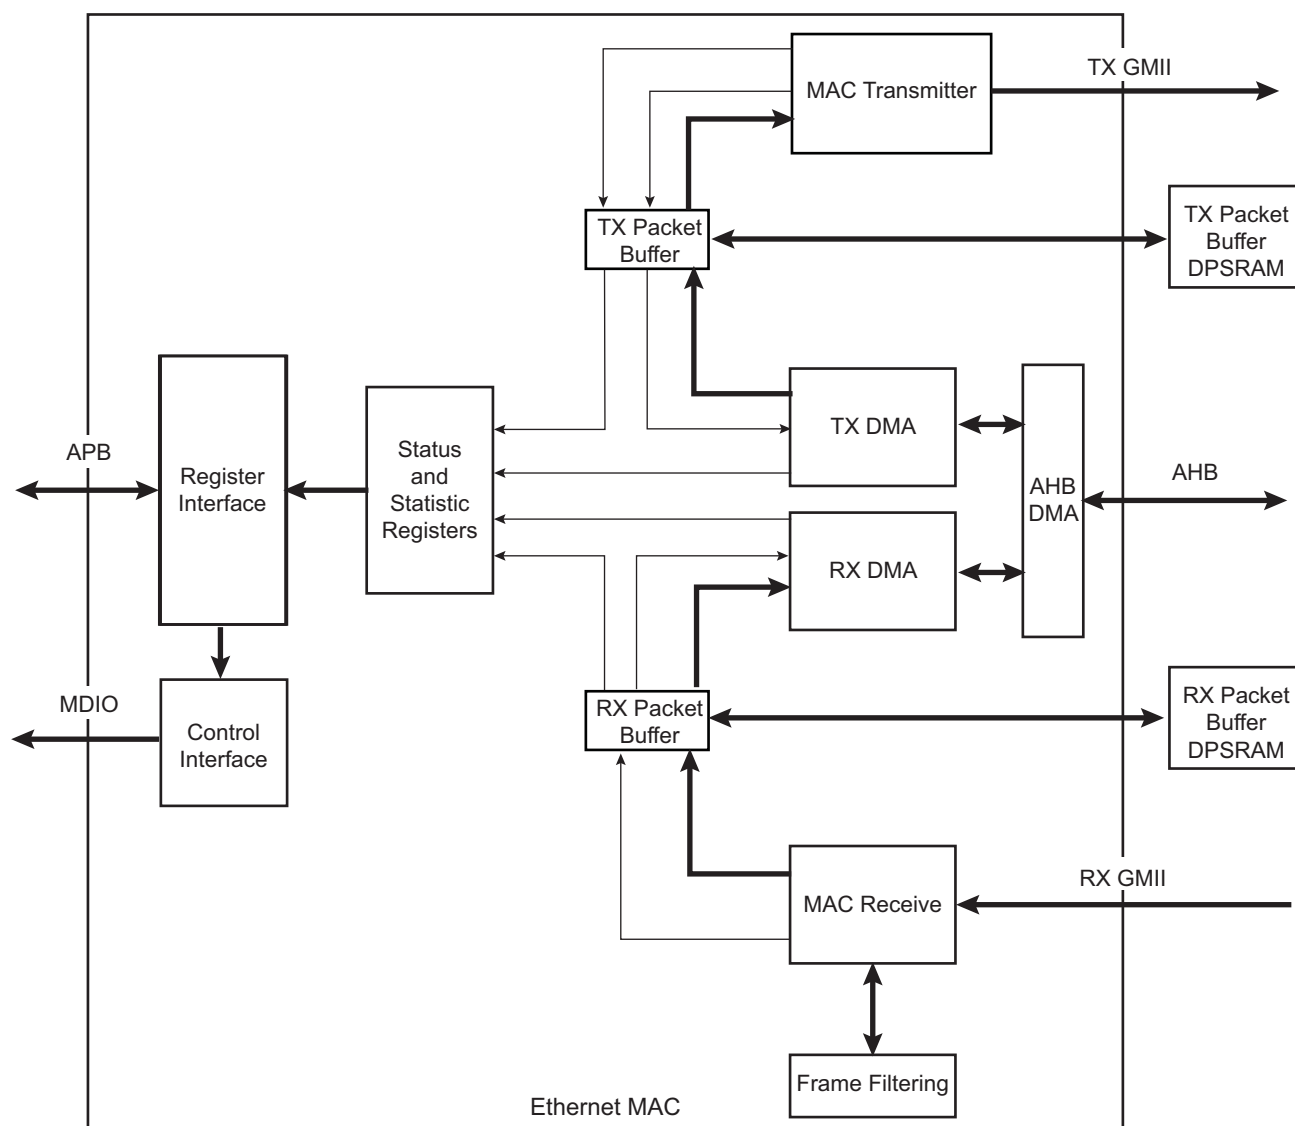 TX GMII
MAC Transmitter
TX Packet
Buffer
TX Packet
Buffer
DPSRAM
APB
Register
Interface
Status
and
Statistic
Registers
TX DMA
RX DMA
AHB
DMA
AHB
MDIO
Control
Interface
RX Packet
Buffer
RX Packet
Buffer
DPSRAM
MAC Receive
RX GMII
Frame Filtering
Ethernet MAC